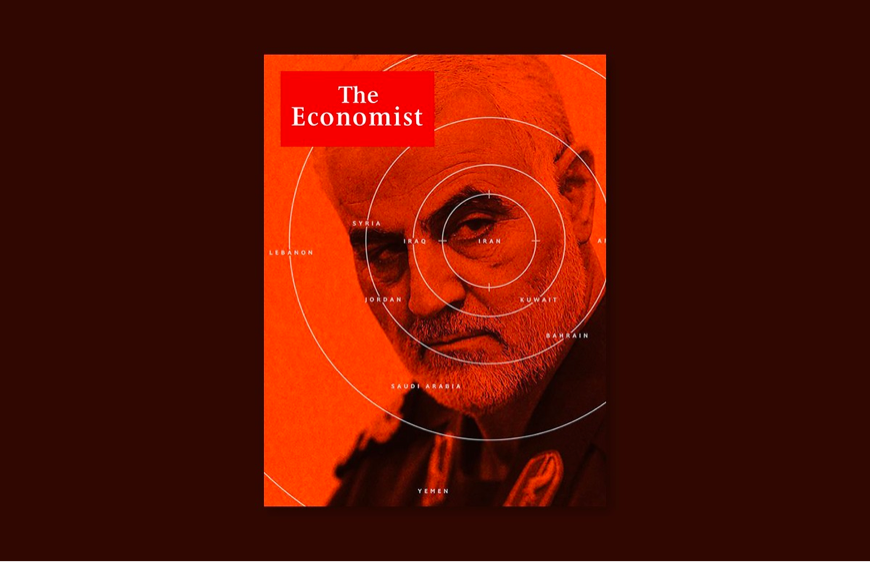 The
Economist
SYRIA
IRAQ
IRAN
LEBANON
JORDAN
KUWAIT
BAHRAIN
SAUDI ARABIA
YEMEN